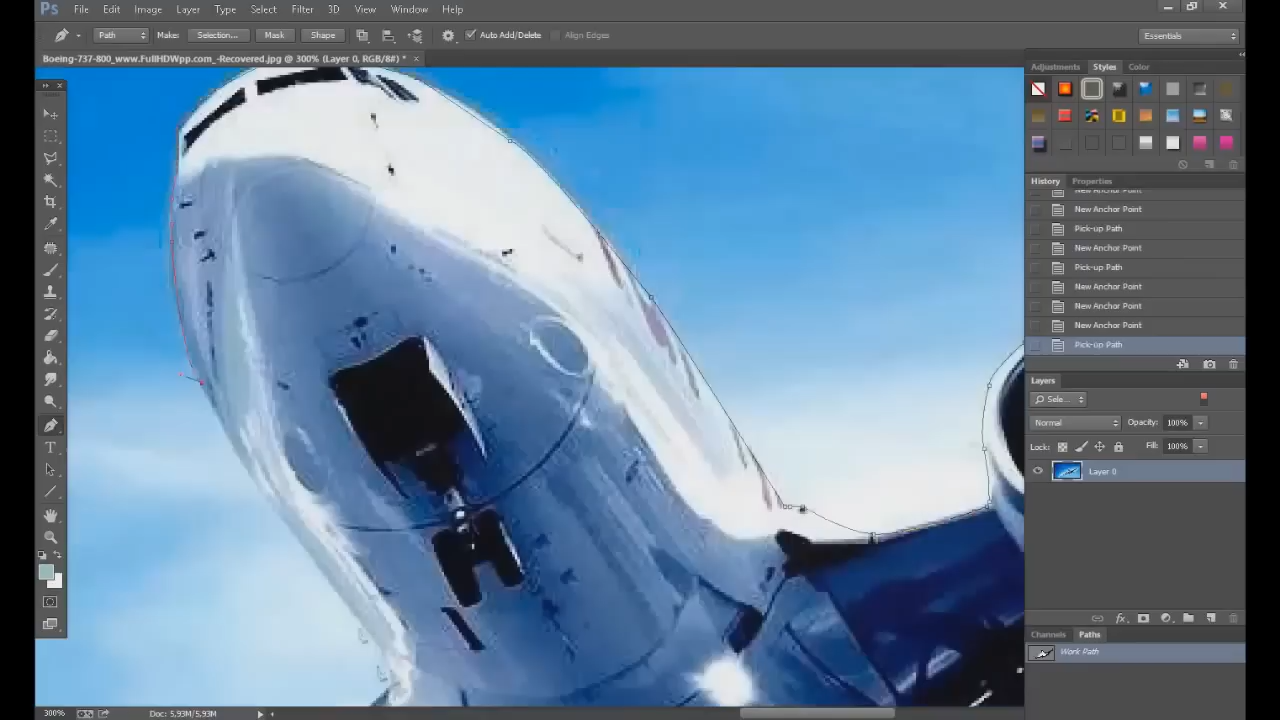 Ps File Edit Image Layer Type Select Filter 3D View Window Help
Path Make: Selection... Mask Shape Auto Add/Delete Align Edges Essentials
Boeing-737-800_www.FullHDWpp.com_-Recovered.jpg @ 300% (Layer 0, RGB/8#) * ×
Adjustments Styles Color
History Properties
New Anchor Point
New Anchor Point
Pick-up Path
New Anchor Point
Pick-up Path
New Anchor Point
New Anchor Point
New Anchor Point
Pick-up Path
Layers
Sele...
Normal Opacity: 100%
Lock: Fill: 100%
Layer 0
Channels Paths
Work Path
300% Doc: 5,93M/5,93M